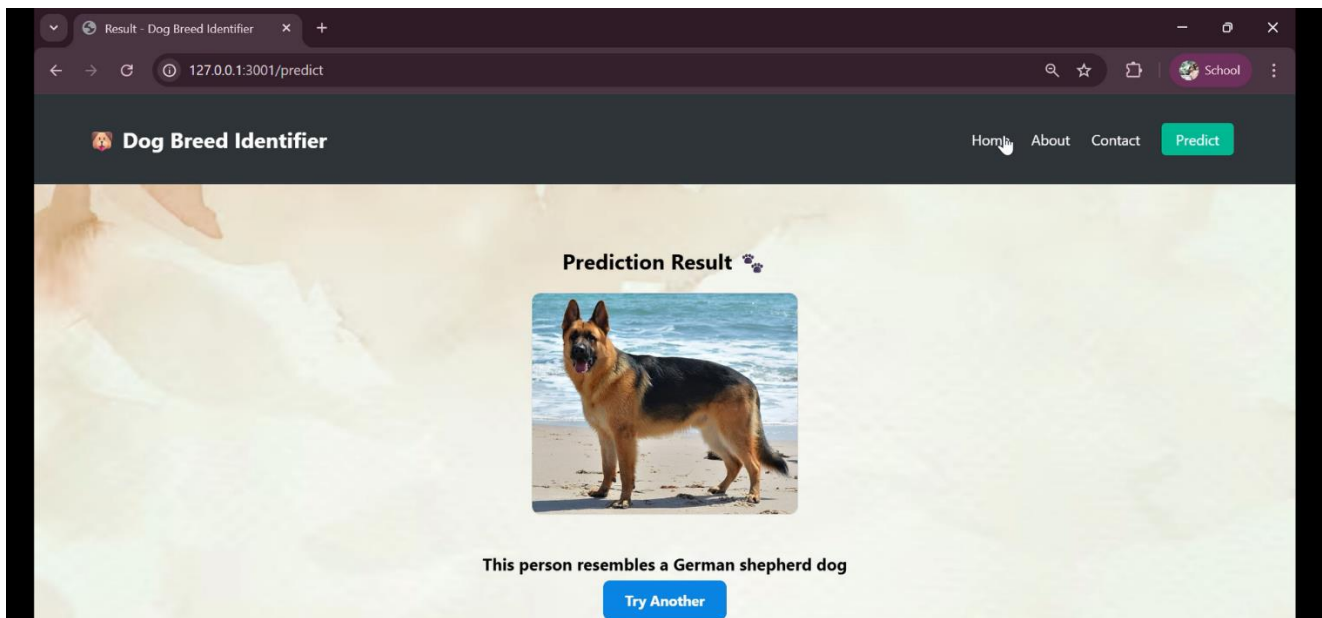 Result - Dog Breed Identifier
127.0.0.1:3001/predict
School
Dog Breed Identifier
Home About Contact Predict
Prediction Result
This person resembles a German shepherd dog
Try Another